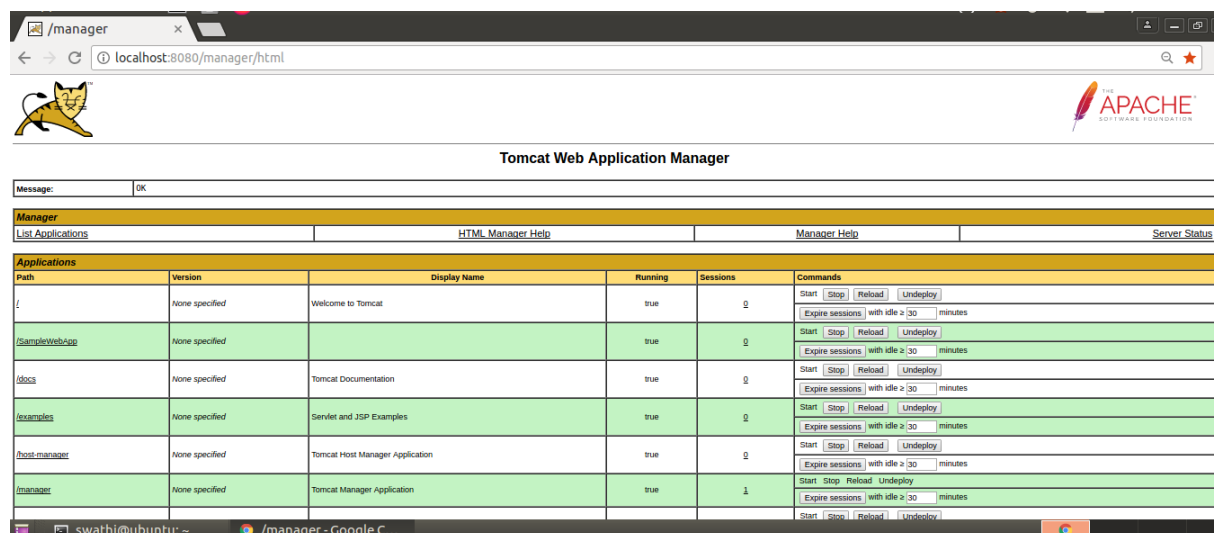 /manager ×
localhost:8080/manager/html
TM
THE
APACHE
SOFTWARE FOUNDATION
Tomcat Web Application Manager
Message: OK
Manager
List Applications HTML Manager Help Manager Help Server Status
Applications
Path Version Display Name Running Sessions Commands
/ None specified Welcome to Tomcat true 0 Start Stop Reload Undeploy
Expire sessions with idle ≥ 30 minutes
/SampleWebApp None specified true 0 Start Stop Reload Undeploy
Expire sessions with idle ≥ 30 minutes
/docs None specified Tomcat Documentation true 0 Start Stop Reload Undeploy
Expire sessions with idle ≥ 30 minutes
/examples None specified Servlet and JSP Examples true 0 Start Stop Reload Undeploy
Expire sessions with idle ≥ 30 minutes
/host-manager None specified Tomcat Host Manager Application true 0 Start Stop Reload Undeploy
Expire sessions with idle ≥ 30 minutes
/manager None specified Tomcat Manager Application true 1 Start Stop Reload Undeploy
Expire sessions with idle ≥ 30 minutes
Start Stop Reload Undeploy
swathi@ubuntu: ~ /manager - Google C